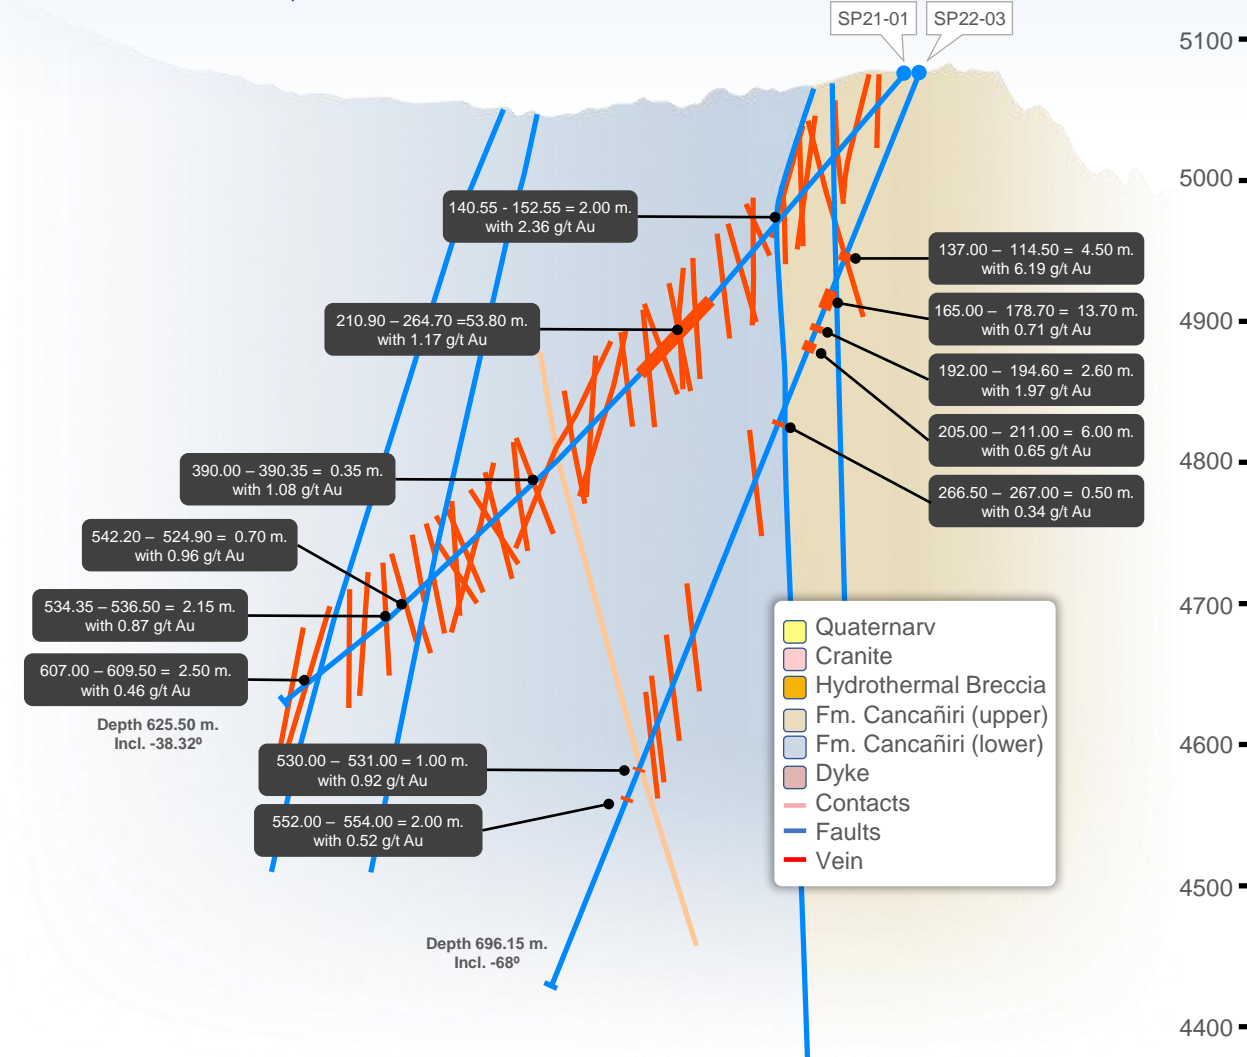 SP21-01
SP22-03
5100
5000
4900
4800
4700
4600
4500
4400
140.55 - 152.55 = 2.00 m.
with 2.36 g/t Au
210.90 – 264.70 =53.80 m.
with 1.17 g/t Au
390.00 – 390.35 = 0.35 m.
with 1.08 g/t Au
542.20 – 524.90 = 0.70 m.
with 0.96 g/t Au
534.35 – 536.50 = 2.15 m.
with 0.87 g/t Au
607.00 – 609.50 = 2.50 m.
with 0.46 g/t Au
Depth 625.50 m.
Incl. -38.32º
530.00 – 531.00 = 1.00 m.
with 0.92 g/t Au
552.00 – 554.00 = 2.00 m.
with 0.52 g/t Au
Depth 696.15 m.
Incl. -68º
137.00 – 114.50 = 4.50 m.
with 6.19 g/t Au
165.00 – 178.70 = 13.70 m.
with 0.71 g/t Au
192.00 – 194.60 = 2.60 m.
with 1.97 g/t Au
205.00 – 211.00 = 6.00 m.
with 0.65 g/t Au
266.50 – 267.00 = 0.50 m.
with 0.34 g/t Au
Quaternarv
Cranite
Hydrothermal Breccia
Fm. Cancañiri (upper)
Fm. Cancañiri (lower)
Dyke
Contacts
Faults
Vein